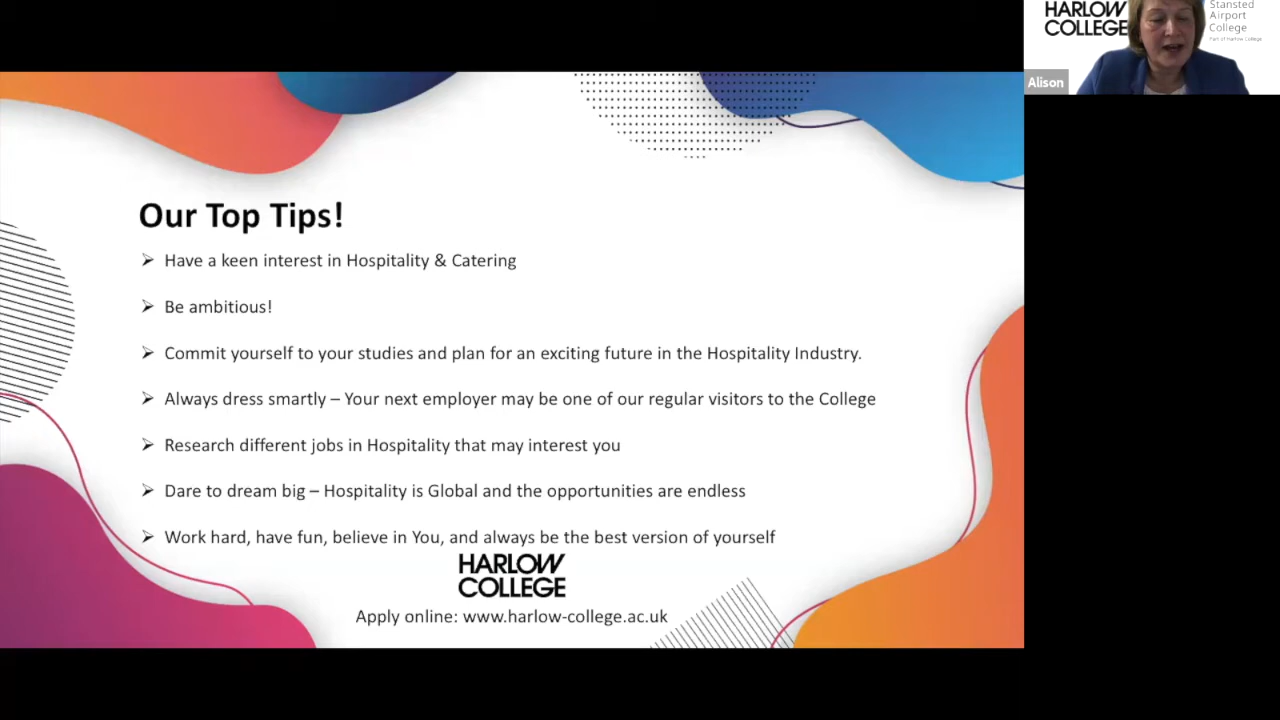 HARLOW
COLLEGE
Stansted
Airport
College
Part of Harlow College
Alison
Our Top Tips!
➢ Have a keen interest in Hospitality & Catering
➢ Be ambitious!
➢ Commit yourself to your studies and plan for an exciting future in the Hospitality Industry.
➢ Always dress smartly – Your next employer may be one of our regular visitors to the College
➢ Research different jobs in Hospitality that may interest you
➢ Dare to dream big – Hospitality is Global and the opportunities are endless
➢ Work hard, have fun, believe in You, and always be the best version of yourself
HARLOW
COLLEGE
Apply online: www.harlow-college.ac.uk